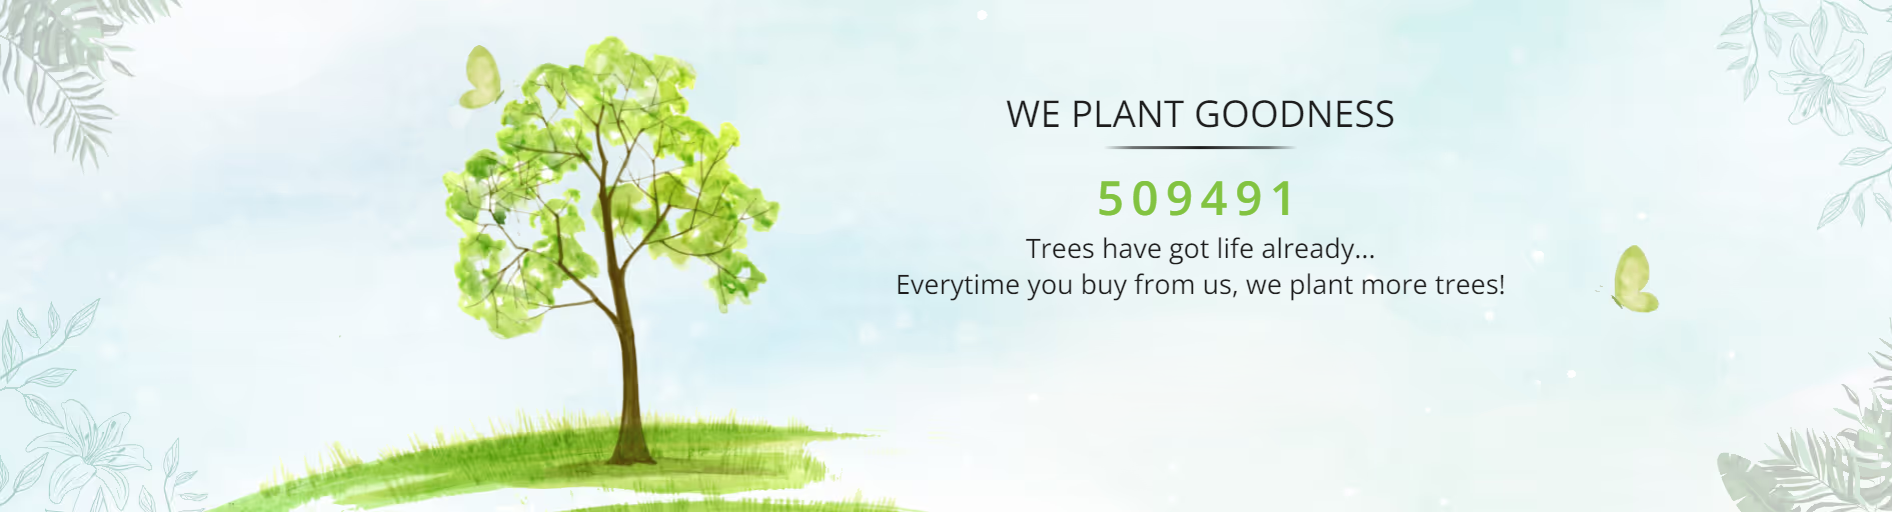 WE PLANT GOODNESS
509491
Trees have got life already...
Everytime you buy from us, we plant more trees!